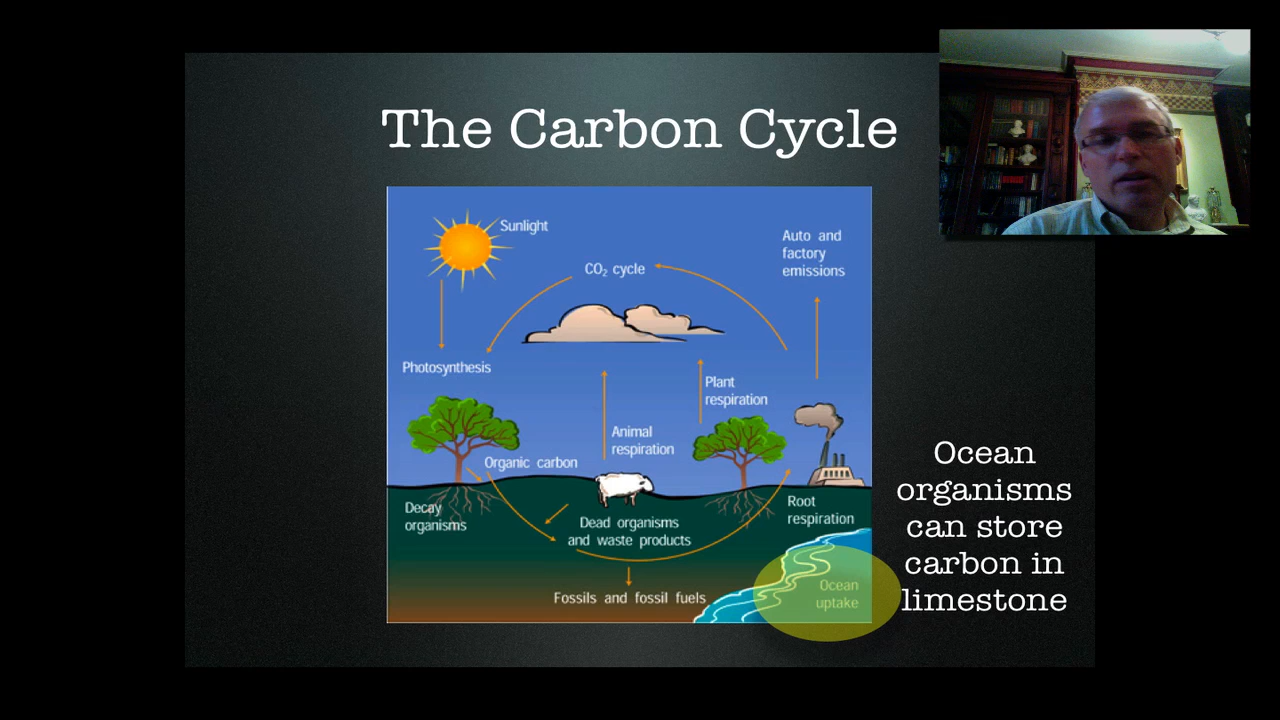 The Carbon Cycle
Sunlight
CO₂ cycle
Auto and
factory
emissions
Photosynthesis
Plant
respiration
Animal
respiration
Organic carbon
Decay
organisms
Dead organisms
and waste products
Root
respiration
Fossils and fossil fuels
Ocean
uptake
Ocean
organisms
can store
carbon in
limestone